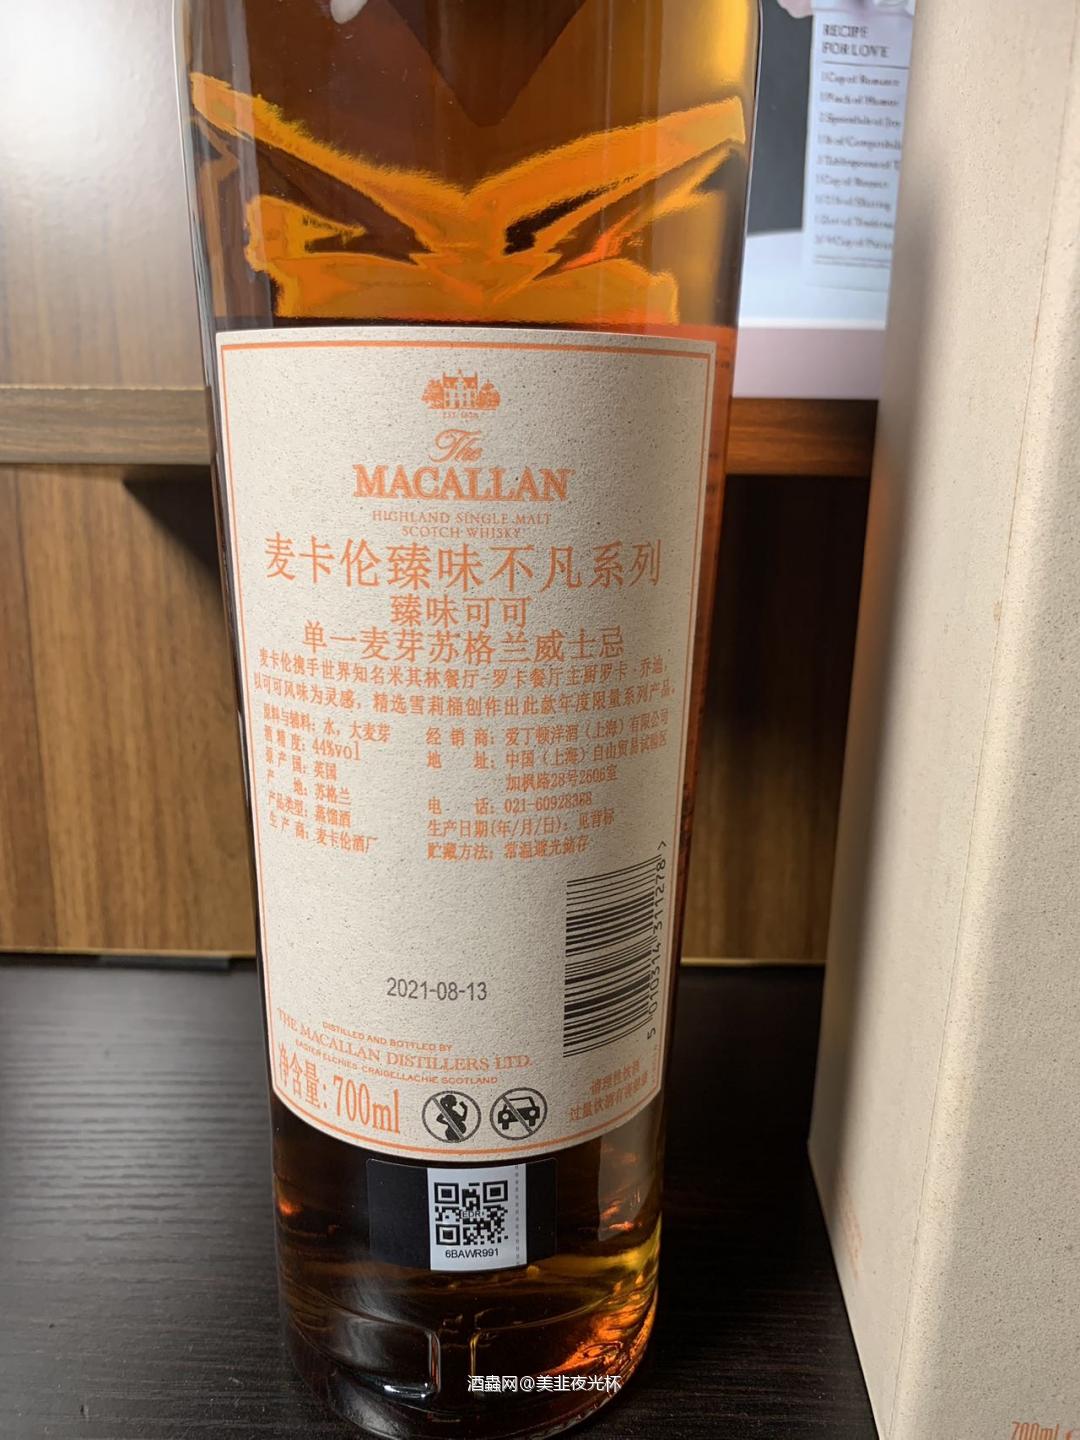 RECIPE
FOR LOVE
EST. 1824
The
MACALLAN
HIGHLAND SINGLE MALT
SCOTCH WHISKY
麦卡伦臻味不凡系列
臻味可可
单一麦芽苏格兰威士忌
麦卡伦携手世界知名米其林餐厅-罗卡餐厅主厨罗卡·乔迪,
以可可风味为灵感，精选雪莉桶创作出此款年度限量系列产品。
原料与辅料：水，大麦芽
酒精度：44%vol
原产国：英国
产地：苏格兰
产品类型：蒸馏酒
生产商：麦卡伦酒厂
经销商：爱丁顿洋酒（上海）有限公司
地址：中国（上海）自由贸易试验区
加枫路28号2606室
电话：021-60928388
生产日期(年/月/日)：见背标
贮藏方法：常温避光储存
5 010314 311278 >
2021-08-13
DISTILLED AND BOTTLED BY
THE MACALLAN DISTILLERS LTD.
EASTER ELCHIES CRAIGELLACHIE SCOTLAND
净含量：700ml
请理性饮酒
EDR
6BAWR991
酒蟲网@美韭夜光杯
700ml e